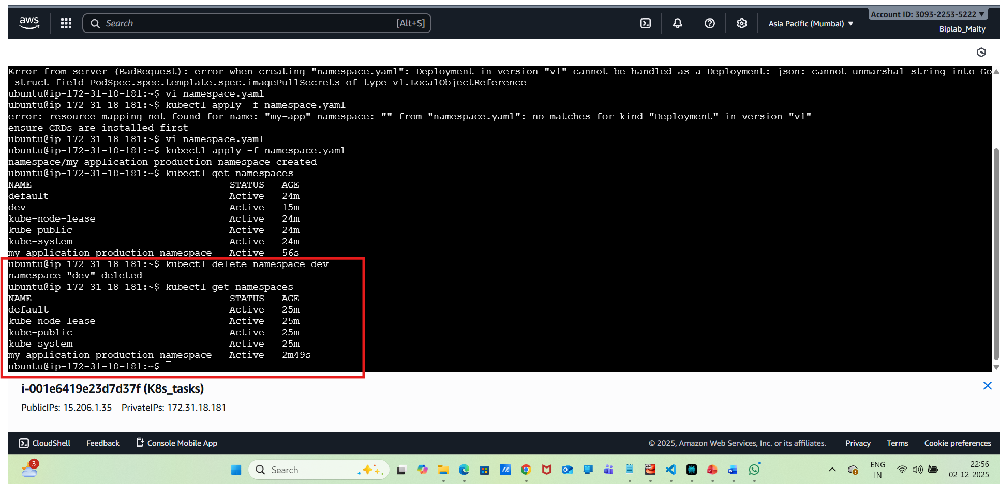 Account ID: 3093-2253-5222
aws Search [Alt+S] Asia Pacific (Mumbai)
Biplab_Maity
Error from server (BadRequest): error when creating "namespace.yaml": Deployment in version "v1" cannot be handled as a Deployment: json: cannot unmarshal string into Go
struct field PodSpec.spec.template.spec.imagePullSecrets of type v1.LocalObjectReference
ubuntu@ip-172-31-18-181:~$ vi namespace.yaml
ubuntu@ip-172-31-18-181:~$ kubectl apply -f namespace.yaml
error: resource mapping not found for name: "my-app" namespace: "" from "namespace.yaml": no matches for kind "Deployment" in version "v1"
ensure CRDs are installed first
ubuntu@ip-172-31-18-181:~$ vi namespace.yaml
ubuntu@ip-172-31-18-181:~$ kubectl apply -f namespace.yaml
namespace/my-application-production-namespace created
ubuntu@ip-172-31-18-181:~$ kubectl get namespaces
NAME STATUS AGE
default Active 24m
dev Active 15m
kube-node-lease Active 24m
kube-public Active 24m
kube-system Active 24m
my-application-production-namespace Active 56s
ubuntu@ip-172-31-18-181:~$ kubectl delete namespace dev
namespace "dev" deleted
ubuntu@ip-172-31-18-181:~$ kubectl get namespaces
NAME STATUS AGE
default Active 25m
kube-node-lease Active 25m
kube-public Active 25m
kube-system Active 25m
my-application-production-namespace Active 2m49s
ubuntu@ip-172-31-18-181:~$
i-001e6419e23d7d37f (K8s_tasks)
PublicIPs: 15.206.1.35 PrivateIPs: 172.31.18.181
CloudShell Feedback Console Mobile App © 2025, Amazon Web Services, Inc. or its affiliates. Privacy Terms Cookie preferences
3 Search ENG 22:56
IN 02-12-2025